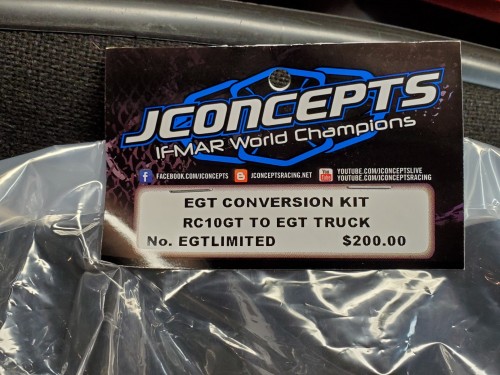 JCONCEPTS
IFMAR World Champions
FACEBOOK.COM/JCONCEPTS JCONCEPTSRACING.NET YOUTUBE.COM/JCONCEPTSLIVE
YOUTUBE.COM/JCONCEPTSRACING
EGT CONVERSION KIT
RC10GT TO EGT TRUCK
No. EGTLIMITED $200.00